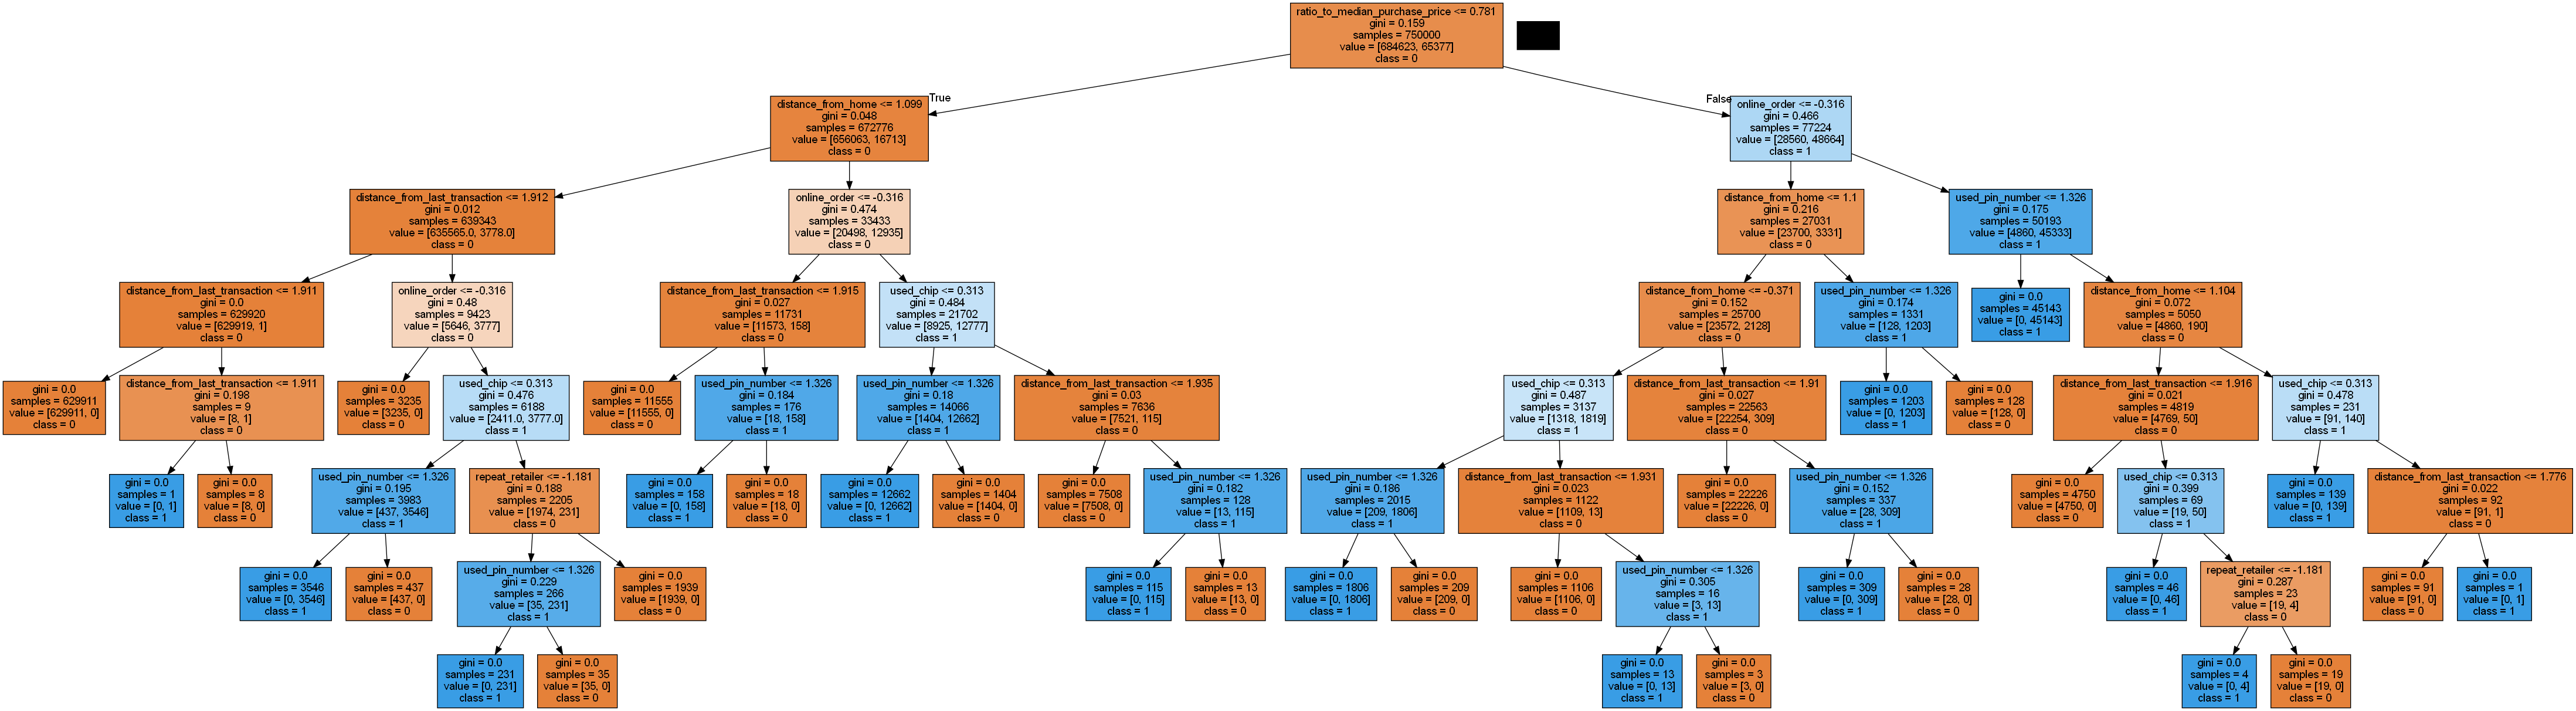 ratio_to_median_purchase_price <= 0.781
gini = 0.159
samples = 750000
value = [684623, 65377]
class = 0
True
False
distance_from_home <= 1.099
gini = 0.048
samples = 672776
value = [656063, 16713]
class = 0
online_order <= -0.316
gini = 0.466
samples = 77224
value = [28560, 48664]
class = 1
distance_from_last_transaction <= 1.912
gini = 0.012
samples = 639343
value = [635565.0, 3778.0]
class = 0
online_order <= -0.316
gini = 0.474
samples = 33433
value = [20498, 12935]
class = 0
distance_from_home <= 1.1
gini = 0.216
samples = 27031
value = [23700, 3331]
class = 0
used_pin_number <= 1.326
gini = 0.175
samples = 50193
value = [4860, 45333]
class = 1
distance_from_last_transaction <= 1.911
gini = 0.0
samples = 629920
value = [629919, 1]
class = 0
online_order <= -0.316
gini = 0.48
samples = 9423
value = [5646, 3777]
class = 0
distance_from_last_transaction <= 1.915
gini = 0.027
samples = 11731
value = [11573, 158]
class = 0
used_chip <= 0.313
gini = 0.484
samples = 21702
value = [8925, 12777]
class = 1
distance_from_home <= -0.371
gini = 0.152
samples = 25700
value = [23572, 2128]
class = 0
used_pin_number <= 1.326
gini = 0.174
samples = 1331
value = [128, 1203]
class = 1
gini = 0.0
samples = 45143
value = [0, 45143]
class = 1
distance_from_home <= 1.104
gini = 0.072
samples = 5050
value = [4860, 190]
class = 0
gini = 0.0
samples = 629911
value = [629911, 0]
class = 0
distance_from_last_transaction <= 1.911
gini = 0.198
samples = 9
value = [8, 1]
class = 0
gini = 0.0
samples = 3235
value = [3235, 0]
class = 0
used_chip <= 0.313
gini = 0.476
samples = 6188
value = [2411.0, 3777.0]
class = 1
gini = 0.0
samples = 11555
value = [11555, 0]
class = 0
used_pin_number <= 1.326
gini = 0.184
samples = 176
value = [18, 158]
class = 1
used_pin_number <= 1.326
gini = 0.18
samples = 14066
value = [1404, 12662]
class = 1
distance_from_last_transaction <= 1.935
gini = 0.03
samples = 7636
value = [7521, 115]
class = 0
used_chip <= 0.313
gini = 0.487
samples = 3137
value = [1318, 1819]
class = 1
distance_from_last_transaction <= 1.91
gini = 0.027
samples = 22563
value = [22254, 309]
class = 0
gini = 0.0
samples = 1203
value = [0, 1203]
class = 1
gini = 0.0
samples = 128
value = [128, 0]
class = 0
distance_from_last_transaction <= 1.916
gini = 0.021
samples = 4819
value = [4769, 50]
class = 0
used_chip <= 0.313
gini = 0.478
samples = 231
value = [91, 140]
class = 1
gini = 0.0
samples = 1
value = [0, 1]
class = 1
gini = 0.0
samples = 8
value = [8, 0]
class = 0
used_pin_number <= 1.326
gini = 0.195
samples = 3983
value = [437, 3546]
class = 1
repeat_retailer <= -1.181
gini = 0.188
samples = 2205
value = [1974, 231]
class = 0
gini = 0.0
samples = 158
value = [0, 158]
class = 1
gini = 0.0
samples = 18
value = [18, 0]
class = 0
gini = 0.0
samples = 12662
value = [0, 12662]
class = 1
gini = 0.0
samples = 1404
value = [1404, 0]
class = 0
gini = 0.0
samples = 7508
value = [7508, 0]
class = 0
used_pin_number <= 1.326
gini = 0.182
samples = 128
value = [13, 115]
class = 1
used_pin_number <= 1.326
gini = 0.186
samples = 2015
value = [209, 1806]
class = 1
distance_from_last_transaction <= 1.931
gini = 0.023
samples = 1122
value = [1109, 13]
class = 0
gini = 0.0
samples = 22226
value = [22226, 0]
class = 0
used_pin_number <= 1.326
gini = 0.152
samples = 337
value = [28, 309]
class = 1
gini = 0.0
samples = 4750
value = [4750, 0]
class = 0
used_chip <= 0.313
gini = 0.399
samples = 69
value = [19, 50]
class = 1
gini = 0.0
samples = 139
value = [0, 139]
class = 1
distance_from_last_transaction <= 1.776
gini = 0.022
samples = 92
value = [91, 1]
class = 0
gini = 0.0
samples = 3546
value = [0, 3546]
class = 1
gini = 0.0
samples = 437
value = [437, 0]
class = 0
used_pin_number <= 1.326
gini = 0.229
samples = 266
value = [35, 231]
class = 1
gini = 0.0
samples = 1939
value = [1939, 0]
class = 0
gini = 0.0
samples = 115
value = [0, 115]
class = 1
gini = 0.0
samples = 13
value = [13, 0]
class = 0
gini = 0.0
samples = 1806
value = [0, 1806]
class = 1
gini = 0.0
samples = 209
value = [209, 0]
class = 0
gini = 0.0
samples = 1106
value = [1106, 0]
class = 0
used_pin_number <= 1.326
gini = 0.305
samples = 16
value = [3, 13]
class = 1
gini = 0.0
samples = 309
value = [0, 309]
class = 1
gini = 0.0
samples = 28
value = [28, 0]
class = 0
gini = 0.0
samples = 46
value = [0, 46]
class = 1
repeat_retailer <= -1.181
gini = 0.287
samples = 23
value = [19, 4]
class = 0
gini = 0.0
samples = 91
value = [91, 0]
class = 0
gini = 0.0
samples = 1
value = [0, 1]
class = 1
gini = 0.0
samples = 231
value = [0, 231]
class = 1
gini = 0.0
samples = 35
value = [35, 0]
class = 0
gini = 0.0
samples = 13
value = [0, 13]
class = 1
gini = 0.0
samples = 3
value = [3, 0]
class = 0
gini = 0.0
samples = 4
value = [0, 4]
class = 1
gini = 0.0
samples = 19
value = [19, 0]
class = 0